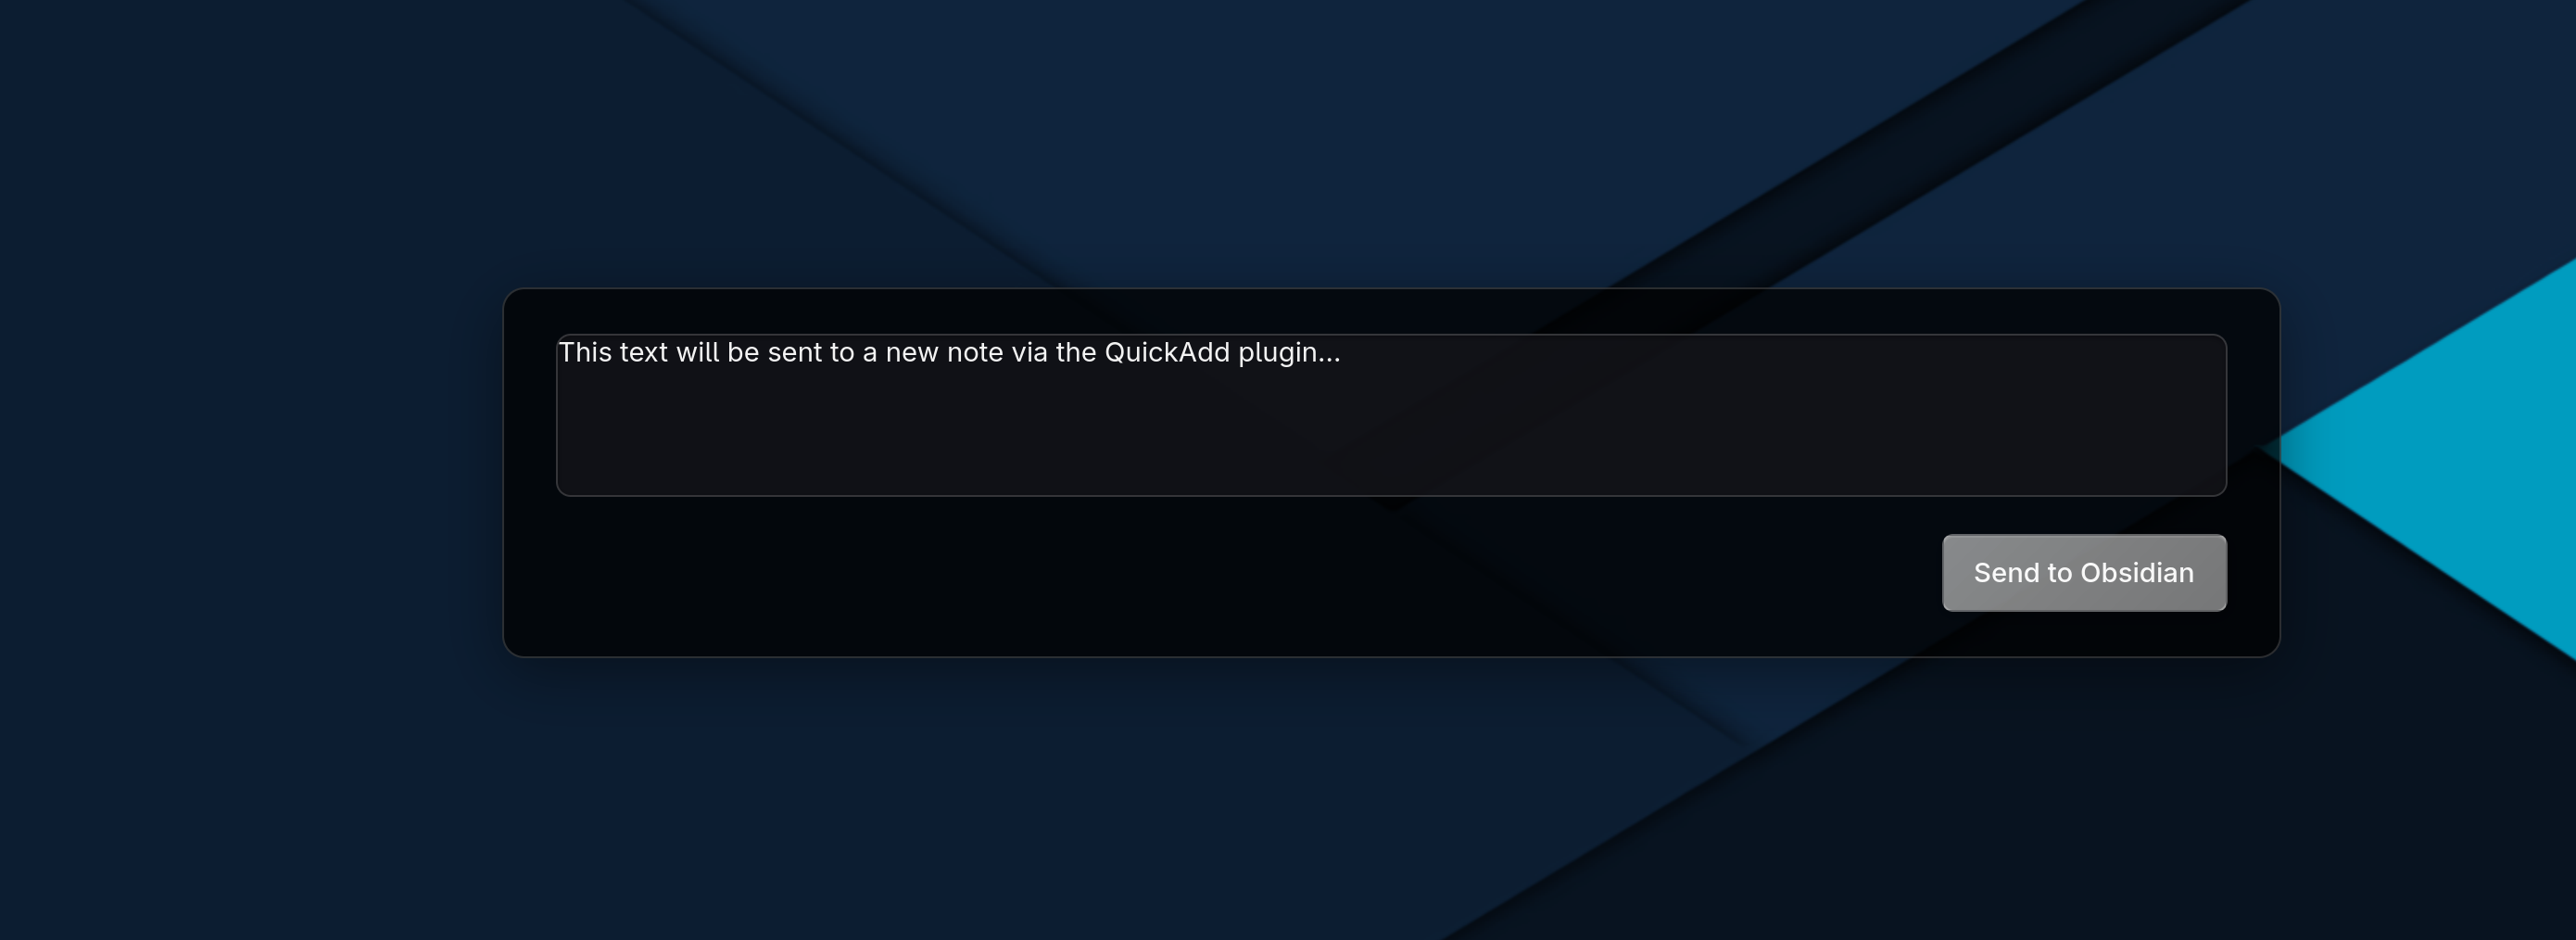 This text will be sent to a new note via the QuickAdd plugin...
Send to Obsidian